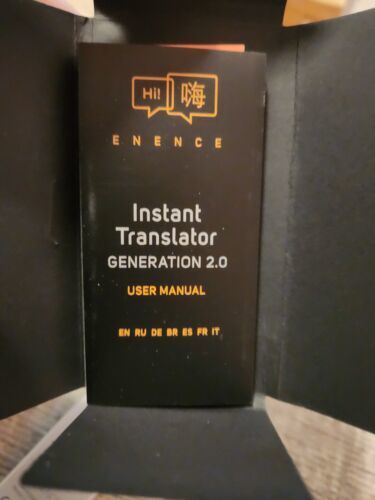 Hi! 嗨
ENENCE
Instant
Translator
GENERATION 2.0
USER MANUAL
EN RU DE BR ES FR IT